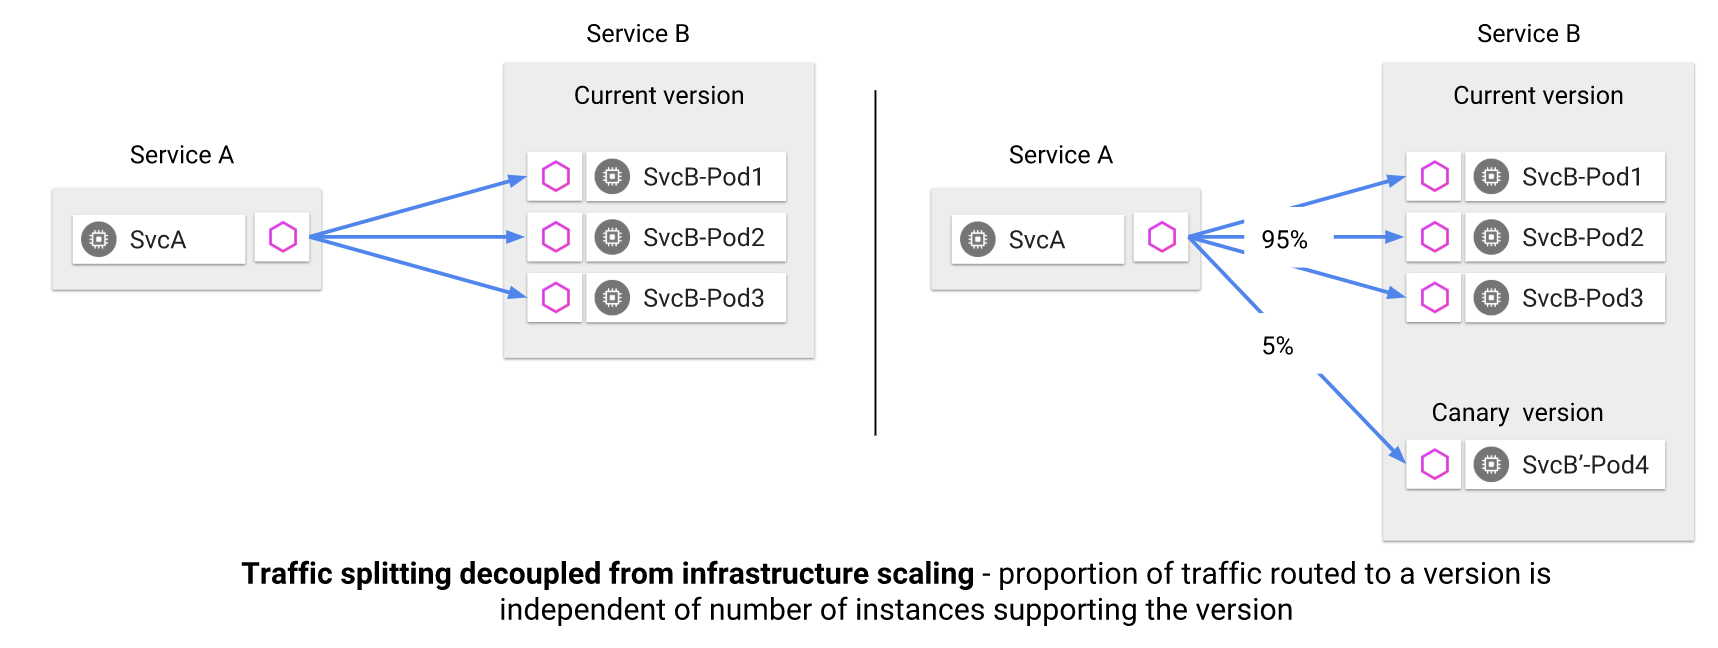 Service B
Current version
Service A
SvcA
SvcB-Pod1
SvcB-Pod2
SvcB-Pod3
Service B
Current version
Service A
SvcA
95%
5%
SvcB-Pod1
SvcB-Pod2
SvcB-Pod3
Canary version
SvcB’-Pod4
Traffic splitting decoupled from infrastructure scaling - proportion of traffic routed to a version is
independent of number of instances supporting the version